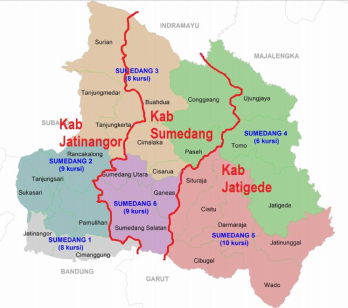 INDRAMAYU
Surian
MAJALENGKA
SUMEDANG 3
(8 kursi)
Tanjungmedar
Buahdua
Conggeang
Ujungjaya
Kab
Jatinangor
Kab
Sumedang
SUBA
Tanjungkerta
Cimalaka
SUMEDANG 4
(6 kursi)
Paseh
Tomo
Rancakalong
SUMEDANG 2
(9 kursi)
Tanjungsari
Sukasari
Cisarua
Sumedang Utara
Situraja
Kab
Jatigede
Ganeas
SUMEDANG 6
(9 kursi)
Cisitu
Jatigede
Pamulihan
Sumedang Selatan
Darmaraja
Jatinangor
SUMEDANG 1
(8 kursi)
SUMEDANG 5
(10 kursi)
Jatinunggal
Cimanggung
Cibugel
Wado
BANDUNG
GARUT